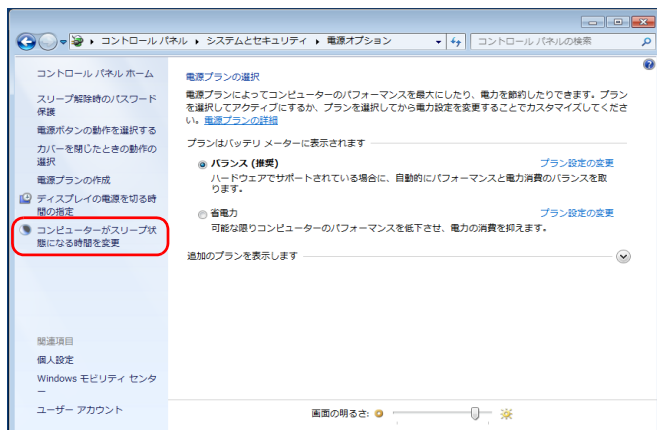 コントロール パネル ▸ システムとセキュリティ ▸ 電源オプション
コントロール パネルの検索
コントロール パネル ホーム
スリープ解除時のパスワード
保護
電源ボタンの動作を選択する
カバーを閉じたときの動作の
選択
電源プランの作成
ディスプレイの電源を切る時
間の指定
コンピューターがスリープ状
態になる時間を変更
関連項目
個人設定
Windows モビリティ センタ
ー
ユーザー アカウント
電源プランの選択
電源プランによってコンピューターのパフォーマンスを最大にしたり、電力を節約したりできます。プラン
を選択してアクティブにするか、プランを選択してから電力設定を変更することでカスタマイズしてくださ
い。電源プランの詳細
プランはバッテリ メーターに表示されます
バランス (推奨) プラン設定の変更
ハードウェアでサポートされている場合に、自動的にパフォーマンスと電力消費のバランスを取
ります。
省電力 プラン設定の変更
可能な限りコンピューターのパフォーマンスを低下させ、電力の消費を抑えます。
追加のプランを表示します
画面の明るさ: